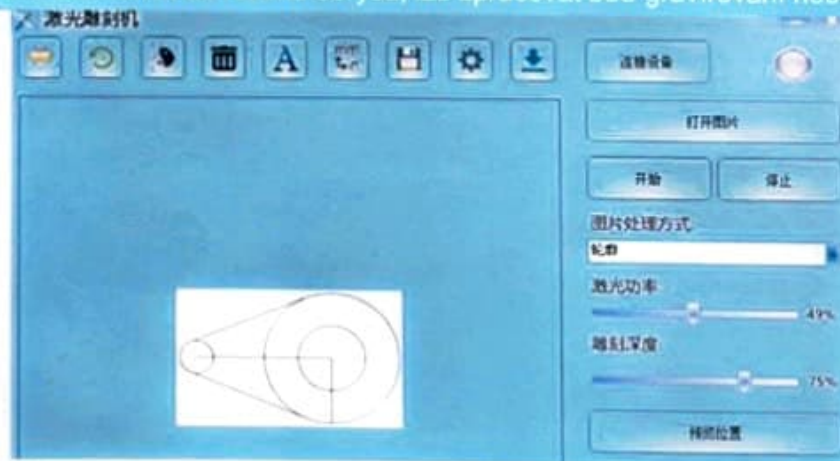 激光雕刻机
A
连接设备
打开图片
开始
停止
图片处理方式
轮廓
激光功率
49%
雕刻深度
75%
预览位置